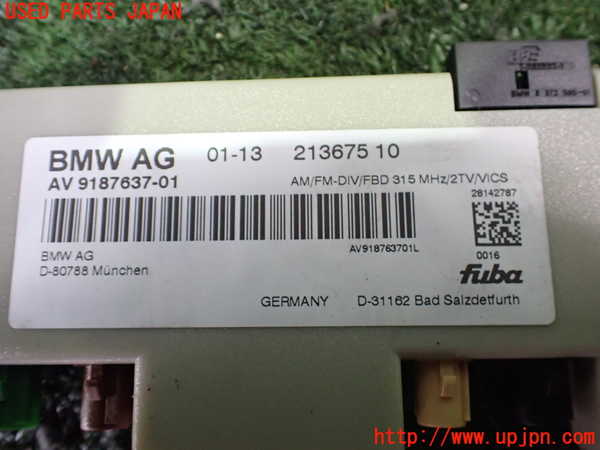 USED PARTS JAPAN
BMW AG 01-13 213675 10
AV 9187637-01
AM/FM-DIV/FBD 315 MHz/2TV/VICS
28142787
AV918763701L
0016
BMW AG
D-80788 München
fuba
GERMANY D-31162 Bad Salzdetfurth
http://www.upjpn.com/